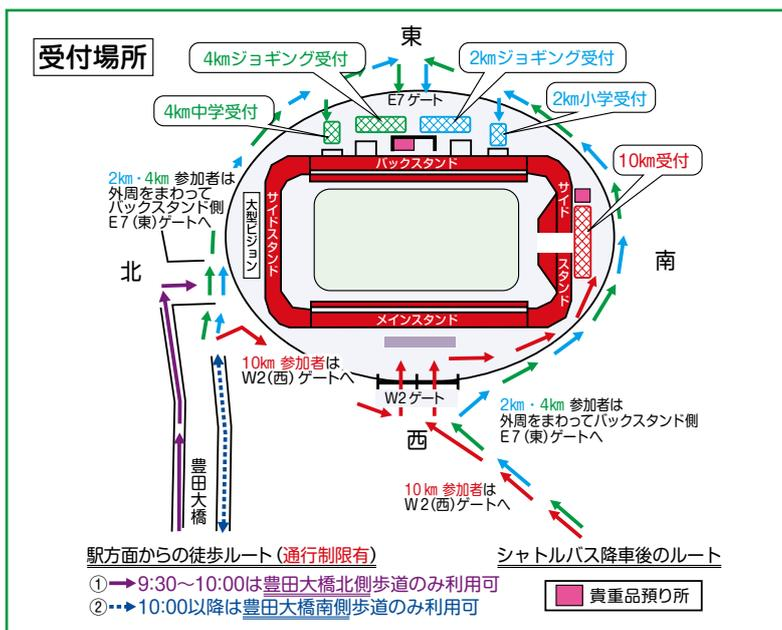 受付場所
東
4kmジョギング受付
2kmジョギング受付
4km中学受付
2km小学受付
E7ゲート
10km受付
バックスタンド
2km・4km 参加者は
外周をまわって
バックスタンド側
E7(東)ゲートへ
大型ビジョン
サイドスタンド
サイド
スタンド
北
南
メインスタンド
10km 参加者は
W2(西)ゲートへ
W2ゲート
西
2km・4km 参加者は
外周をまわってバックスタンド側
E7(東)ゲートへ
10km 参加者は
W2(西)ゲートへ
豊田大橋
駅方面からの徒歩ルート(通行制限有)
①9:30〜10:00は豊田大橋北側歩道のみ利用可
②10:00以降は豊田大橋南側歩道のみ利用可
シャトルバス降車後のルート
貴重品預り所